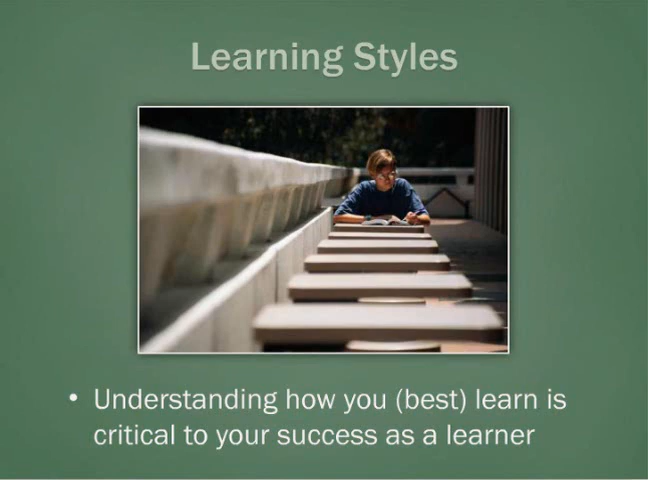 Learning Styles
• Understanding how you (best) learn is
critical to your success as a learner